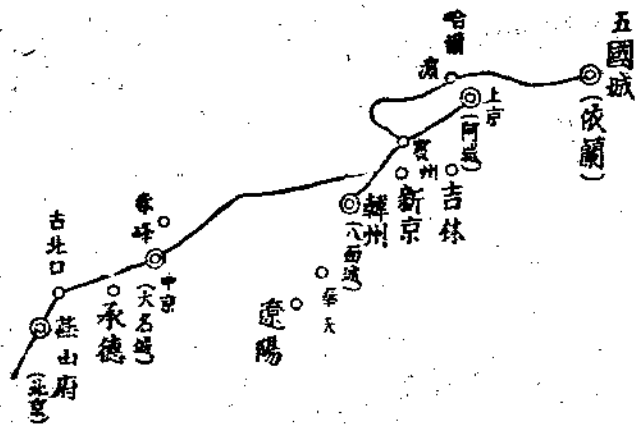 五國城
(依蘭)
哈爾濱
上京
(阿城)
賓州
吉林
新京
韓州
(八面城)
奉天
遼陽
赤峰
中京
(大名城)
承德
古北口
燕山府
(北京)